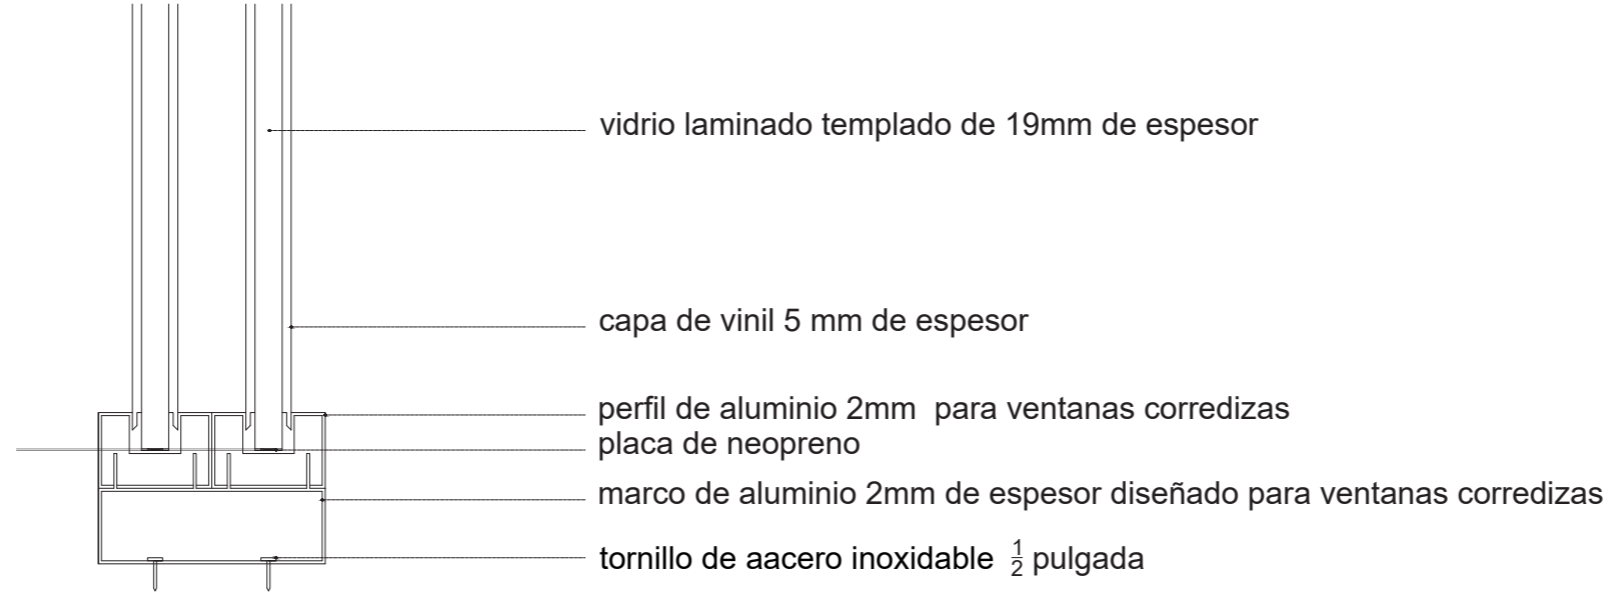 vidrio laminado templado de 19mm de espesor
capa de vinil 5 mm de espesor
perfil de aluminio 2mm  para ventanas corredizas
placa de neopreno
marco de aluminio 2mm de espesor diseñado para ventanas corredizas
tornillo de aacero inoxidable ½ pulgada